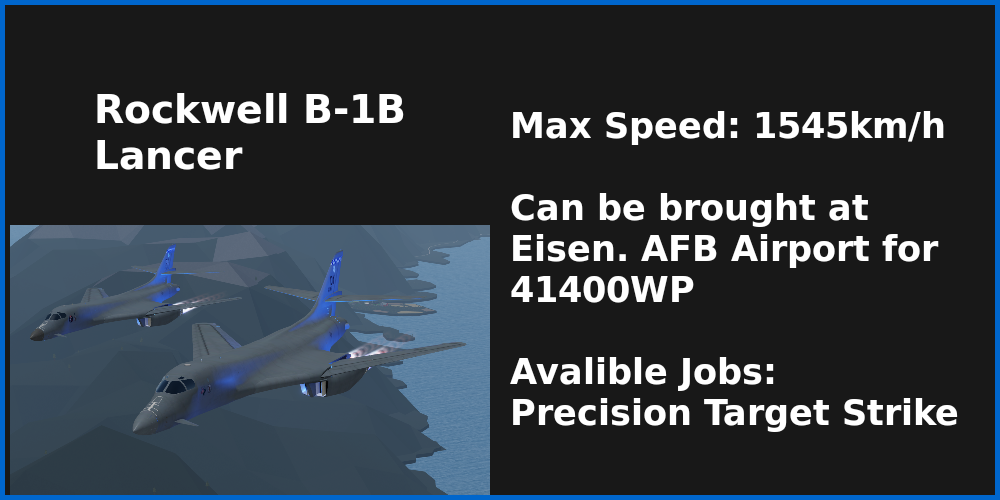 Rockwell B-1B
Lancer
Max Speed: 1545km/h
Can be brought at
Eisen. AFB Airport for
41400WP
Avalible Jobs:
Precision Target Strike